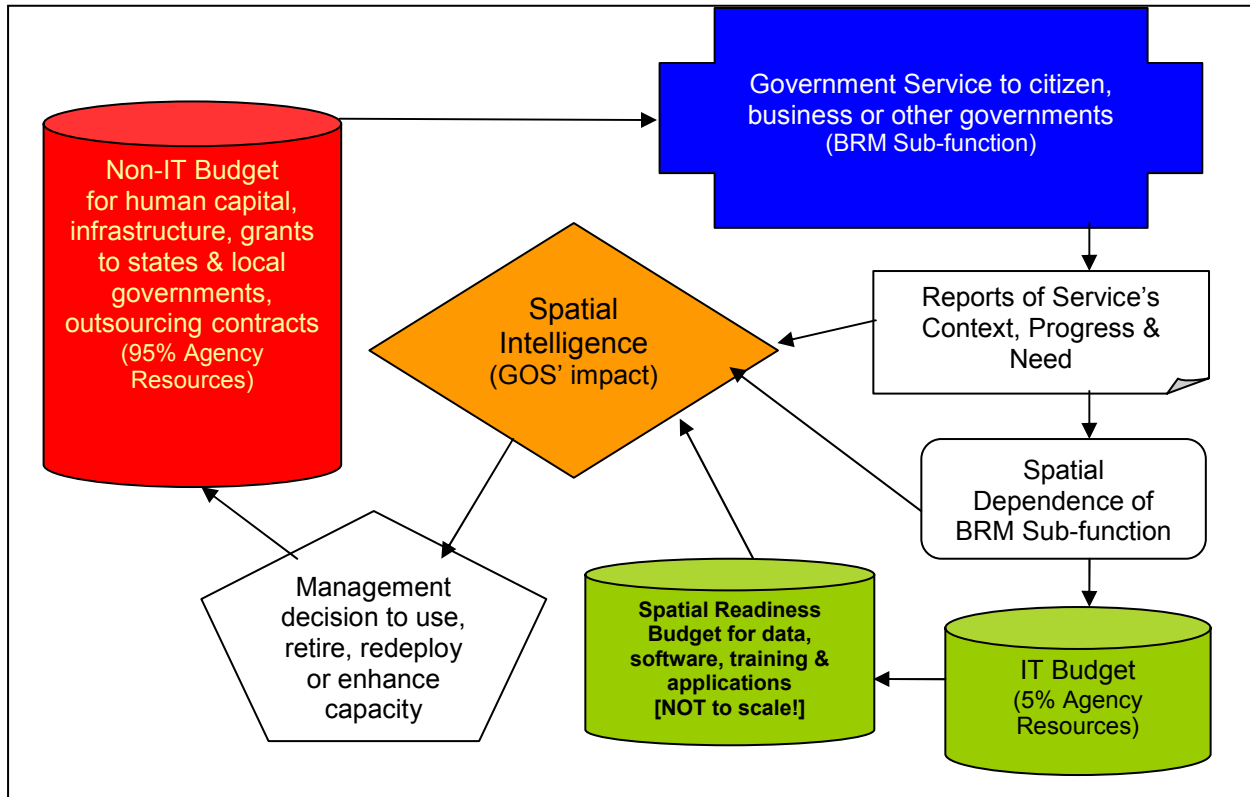 Government Service to citizen,
business or other governments
(BRM Sub-function)
Non-IT Budget
for human capital,
infrastructure, grants
to states & local
governments,
outsourcing contracts
(95% Agency
Resources)
Reports of Service’s
Context, Progress &
Need
Spatial
Intelligence
(GOS’ impact)
Spatial
Dependence of
BRM Sub-function
Management
decision to use,
retire, redeploy
or enhance
capacity
Spatial Readiness
Budget for data,
software, training &
applications
[NOT to scale!]
IT Budget
(5% Agency
Resources)